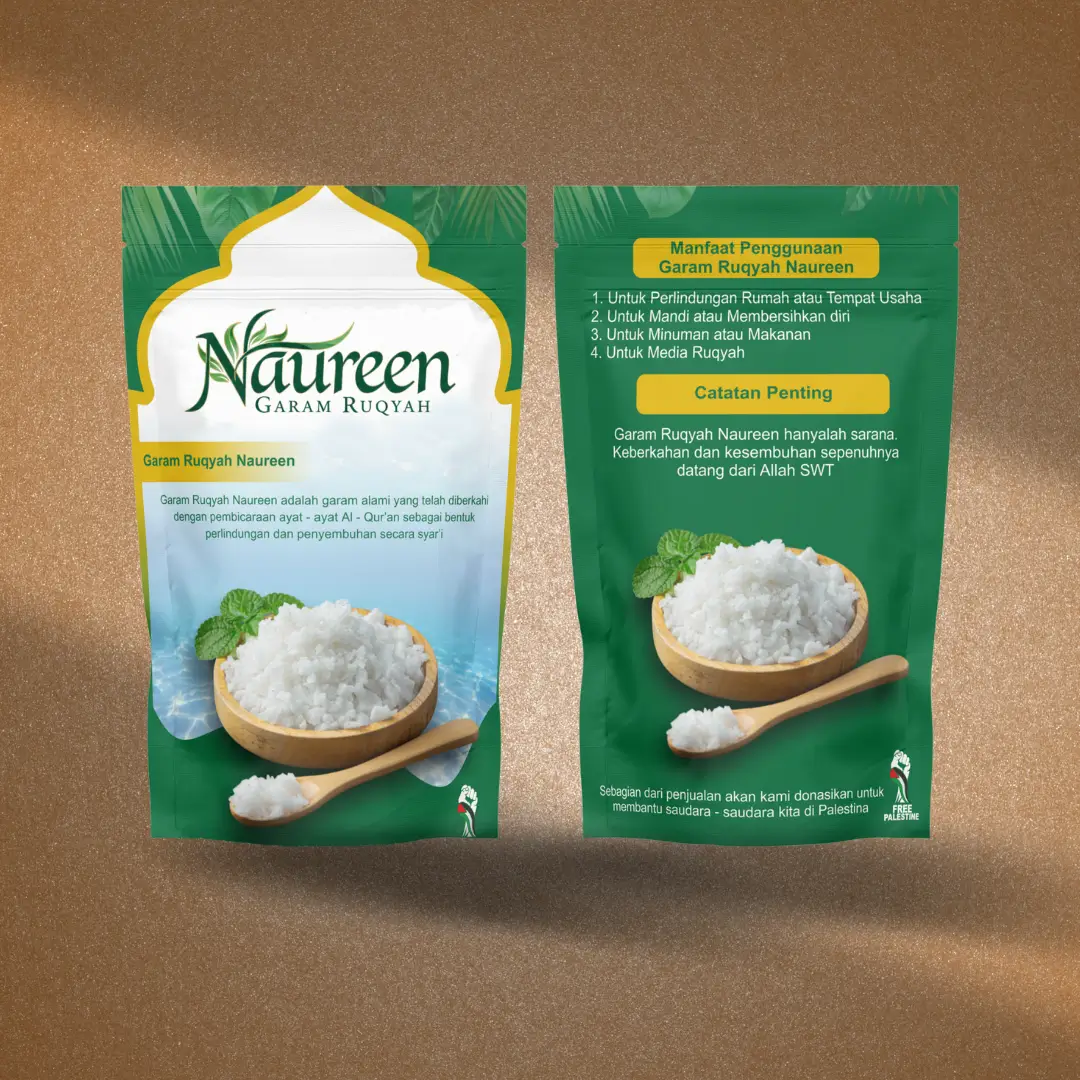 Naureen
GARAM RUQYAH
Garam Ruqyah Naureen
Garam Ruqyah Naureen adalah garam alami yang telah diberkahi
dengan pembicaraan ayat - ayat Al - Qur'an sebagai bentuk
perlindungan dan penyembuhan secara syar'i
Manfaat Penggunaan
Garam Ruqyah Naureen
1. Untuk Perlindungan Rumah atau Tempat Usaha
2. Untuk Mandi atau Membersihkan diri
3. Untuk Minuman atau Makanan
4. Untuk Media Ruqyah
Catatan Penting
Garam Ruqyah Naureen hanyalah sarana.
Keberkahan dan kesembuhan sepenuhnya
datang dari Allah SWT
Sebagian dari penjualan akan kami donasikan untuk
membantu saudara - saudara kita di Palestina
FREE
PALESTINE